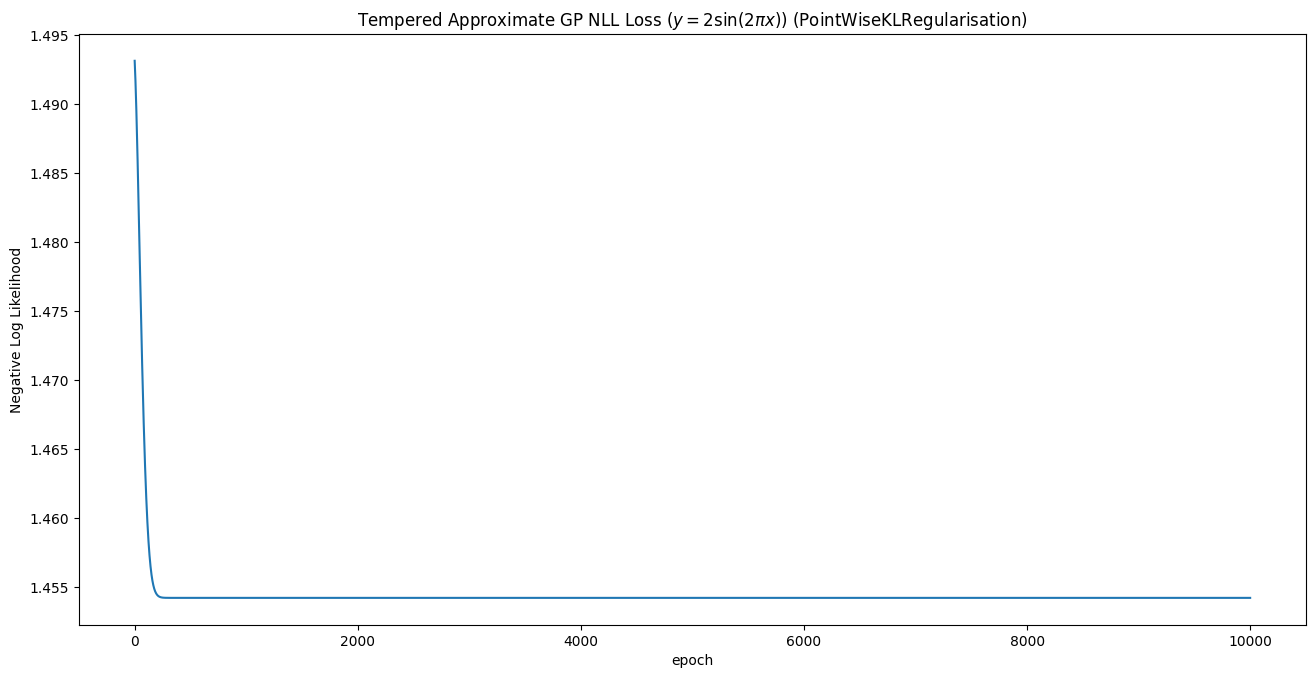 Tempered Approximate GP NLL Loss (y = 2sin(2πx)) (PointWiseKLRegularisation)
1.495
1.490
1.485
1.480
1.475
1.470
1.465
1.460
1.455
Negative Log Likelihood
0 2000 4000 6000 8000 10000
epoch